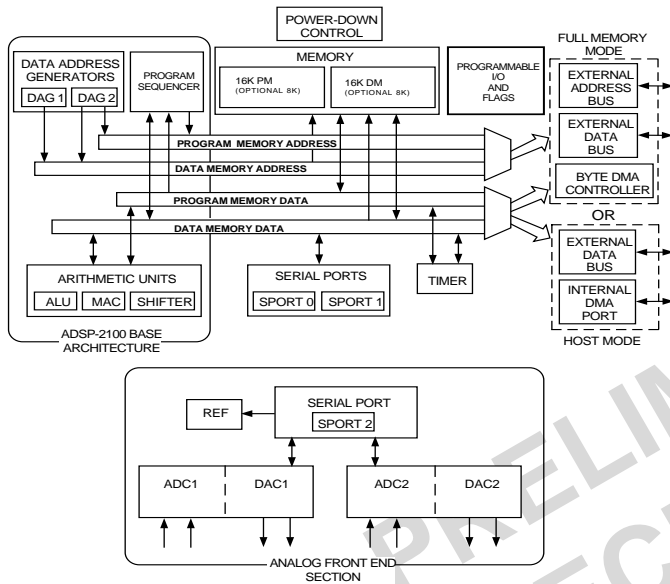 POWER-DOWN
CONTROL
FULL MEMORY
MODE
DATA ADDRESS
GENERATORS
DAG 1
DAG 2
PROGRAM
SEQUENCER
MEMORY
16K PM
(OPTIONAL 8K)
16K DM
(OPTIONAL 8K)
PROGRAMMABLE
I/O
AND
FLAGS
EXTERNAL
ADDRESS
BUS
EXTERNAL
DATA
BUS
BYTE DMA
CONTROLLER
OR
EXTERNAL
DATA
BUS
INTERNAL
DMA
PORT
HOST MODE
PROGRAM MEMORY ADDRESS
DATA MEMORY ADDRESS
PROGRAM MEMORY DATA
DATA MEMORY DATA
ARITHMETIC UNITS
ALU
MAC
SHIFTER
ADSP-2100 BASE
ARCHITECTURE
SERIAL PORTS
SPORT 0
SPORT 1
TIMER
REF
SERIAL PORT
SPORT 2
ADC1
DAC1
ADC2
DAC2
ANALOG FRONT END
SECTION